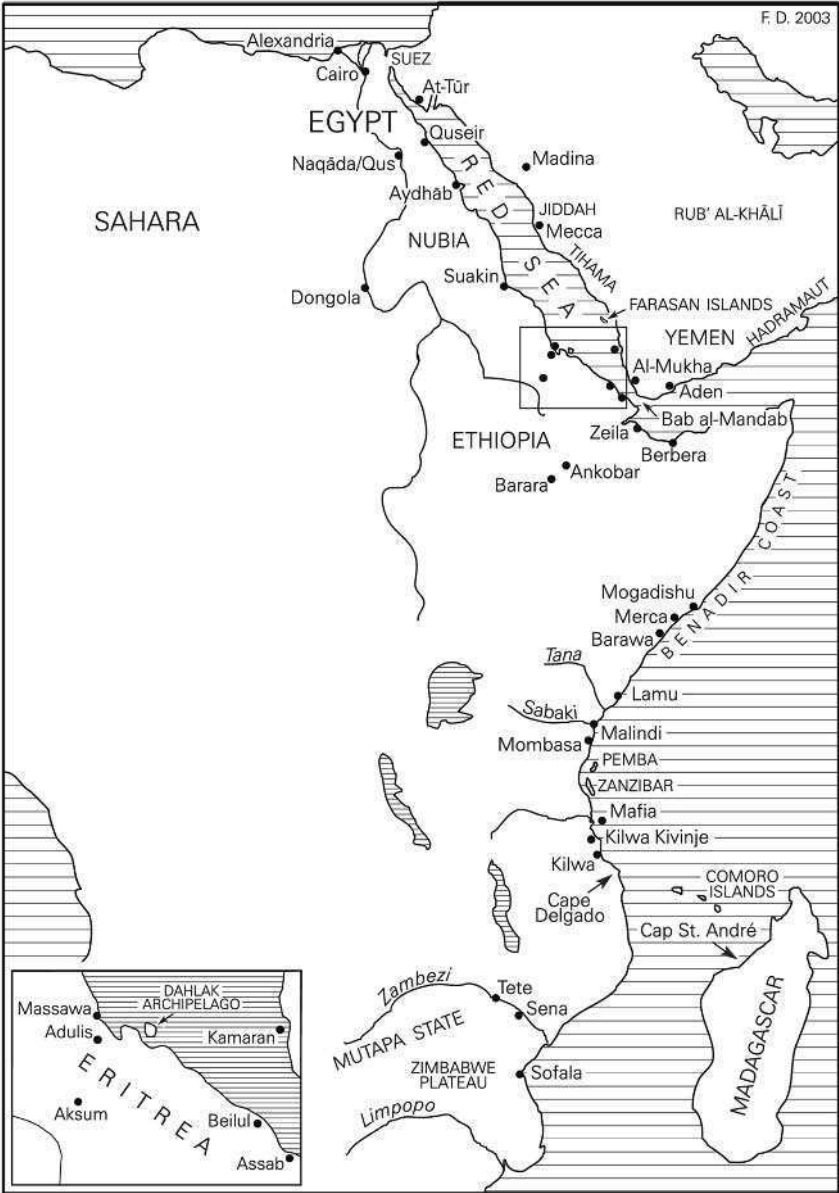 F. D. 2003
Alexandria
SUEZ
Cairo
At-Tūr
EGYPT
Quseir
Naqāda/Qus
Madina
Aydhāb
RED SEA
SAHARA
JIDDAH
RUB' AL-KHĀLĪ
Mecca
NUBIA
TIHAMA
Suakin
Dongola
FARASAN ISLANDS
YEMEN
HADRAMAUT
Al-Mukha
Aden
Bab al-Mandab
Zeila
ETHIOPIA
Berbera
Ankobar
Barara
BENADIR COAST
Mogadishu
Merca
Barawa
Tana
Lamu
Sabaki
Malindi
Mombasa
PEMBA
ZANZIBAR
Mafia
Kilwa Kivinje
Kilwa
COMORO
ISLANDS
Cape
Delgado
Cap St. André
Zambezi
Tete
Sena
MUTAPA STATE
MADAGASCAR
ZIMBABWE
PLATEAU
Sofala
Limpopo
DAHLAK
ARCHIPELAGO
Massawa
Adulis
Kamaran
ERITREA
Aksum
Beilul
Assab